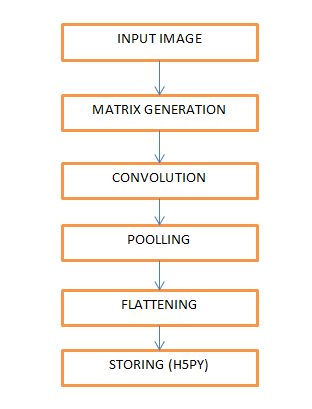 INPUT IMAGE
MATRIX GENERATION
CONVOLUTION
POOLLING
FLATTENING
STORING (H5PY)